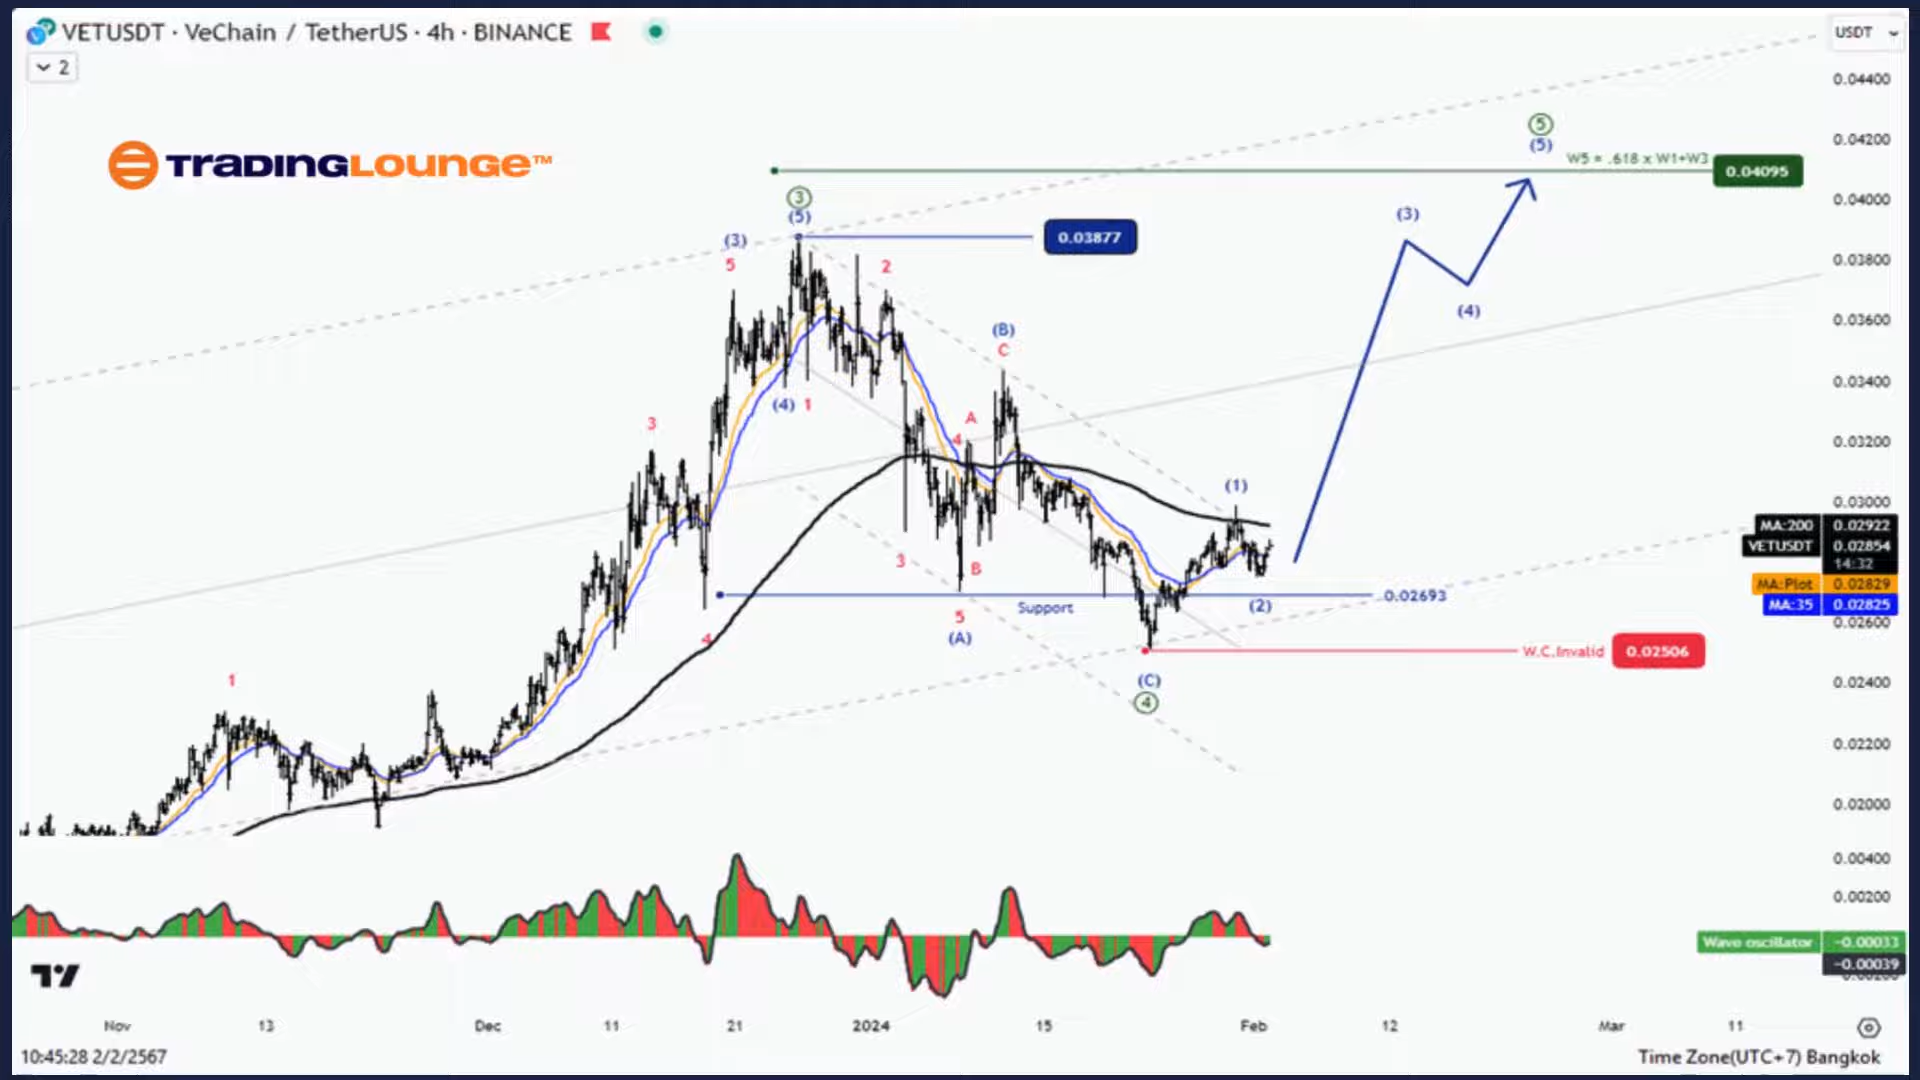 VETUSDT · VeChain / TetherUS · 4h · BINANCE
USDT
2
TRADINGLOUNGE™
0.04400
0.04200
0.04000
0.03800
0.03600
0.03400
0.03200
0.03000
0.02600
0.02400
0.02200
0.02000
0.00400
0.00200
5
(5)
W5 = .618 x W1+W3
0.04095
3
(5)
0.03877
(3)
5
2
(3)
(4)
(B)
C
(4) 1
A
4
3
(1)
MA:200 0.02922
VETUSDT 0.02854
14:32
MA:Plot 0.02829
MA:35 0.02825
3
B
0.02693
Support
(2)
5
(A)
4
W.C.Invalid 0.02506
1
(C)
4
Wave oscillator -0.00033
-0.00039
Nov 13 Dec 11 21 2024 15 Feb 12 Mar 11
10:45:28 2/2/2567
Time Zone(UTC+7) Bangkok